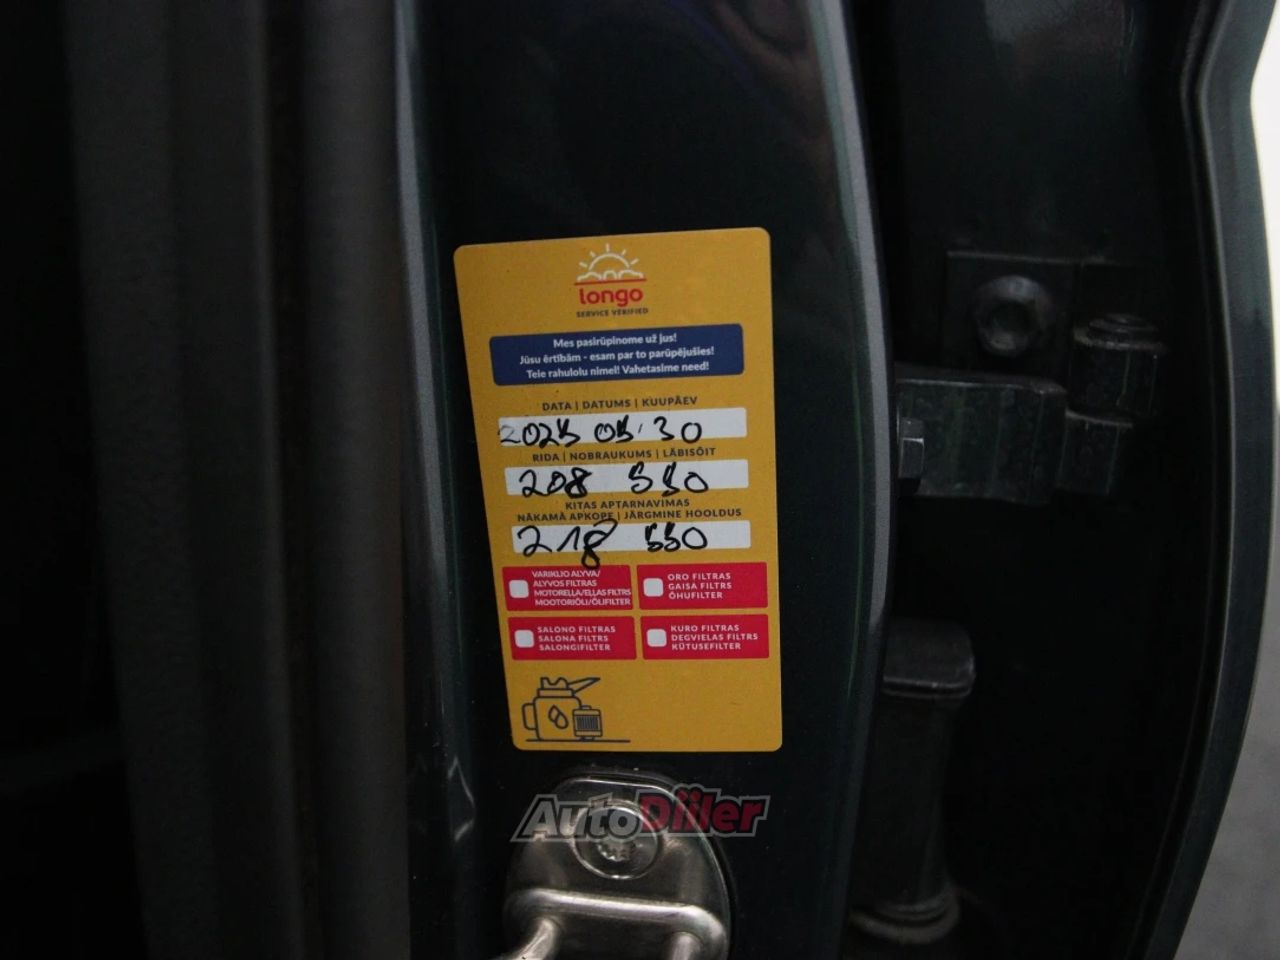 longo
SERVICE VERIFIED
Mes pasirūpinome už jus!
Jūsu ērtībām - esam par to parūpējušies!
Teie rahulolu nimel! Vahetasime need!
DATA | DATUMS | KUUPÄEV
2025 05 30
RIDA | NOBRAUKUMS | LÄBISÕIT
208 550
KITAS APTARNAVIMAS
NĀKAMĀ APKOPE | JÄRGMINE HOOLDUS
218 550
VARIKLIO ALYVA/
ALYVOS FILTRAS
MOTOREĻĻA/EĻĻAS FILTRS
MOOTORIÕLI/ÕLIFILTER
ORO FILTRAS
GAISA FILTRS
ÕHUFILTER
SALONO FILTRAS
SALONA FILTRS
SALONGIFILTER
KURO FILTRAS
DEGVIELAS FILTRS
KÜTUSEFILTER
AutoDiiler